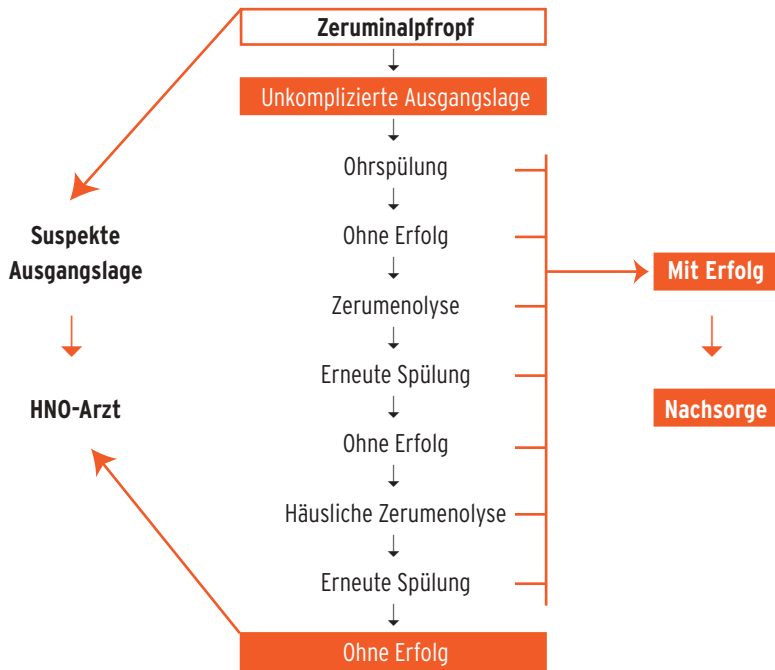 Zeruminalpfropf
Unkomplizierte Ausgangslage
Ohrspülung
Suspekte
Ausgangslage
Ohne Erfolg
Mit Erfolg
Zerumenolyse
Erneute Spülung
HNO-Arzt
Nachsorge
Ohne Erfolg
Häusliche Zerumenolyse
Erneute Spülung
Ohne Erfolg